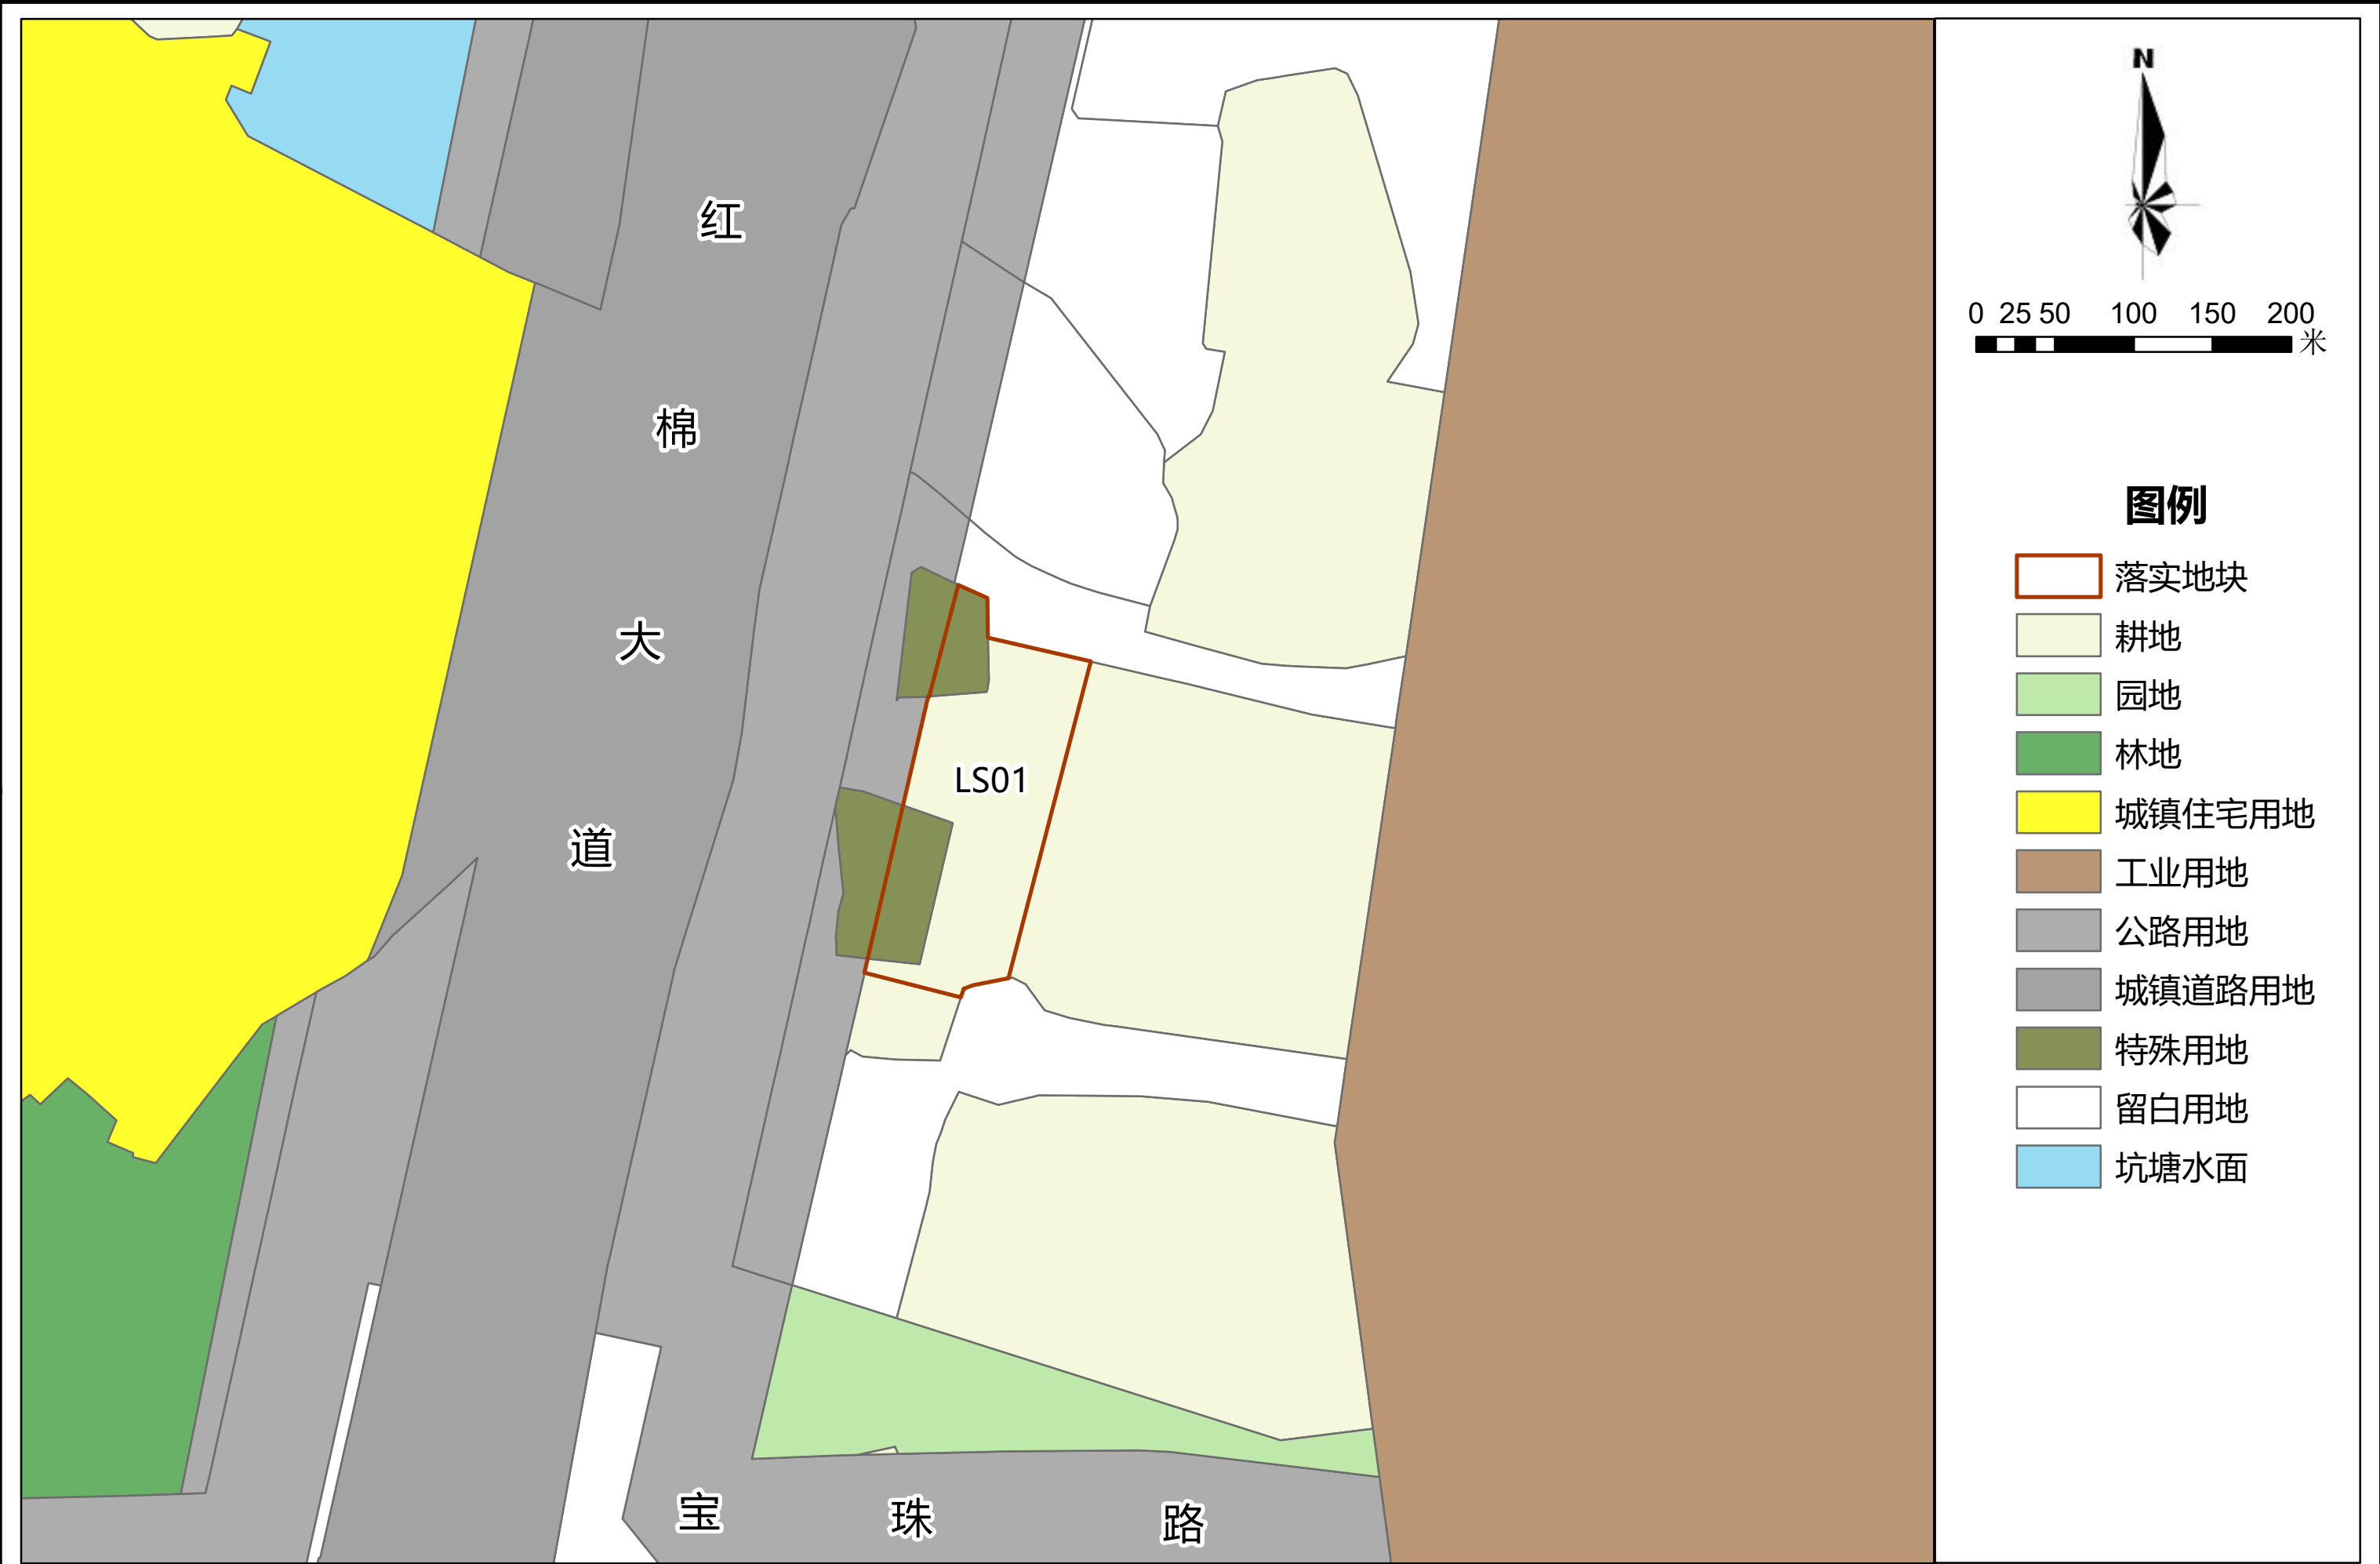 红
棉
大
道
LS01
宝 珠 路
N
0 25 50 100 150 200
米
图例
落实地块
耕地
园地
林地
城镇住宅用地
工业用地
公路用地
城镇道路用地
特殊用地
留白用地
坑塘水面